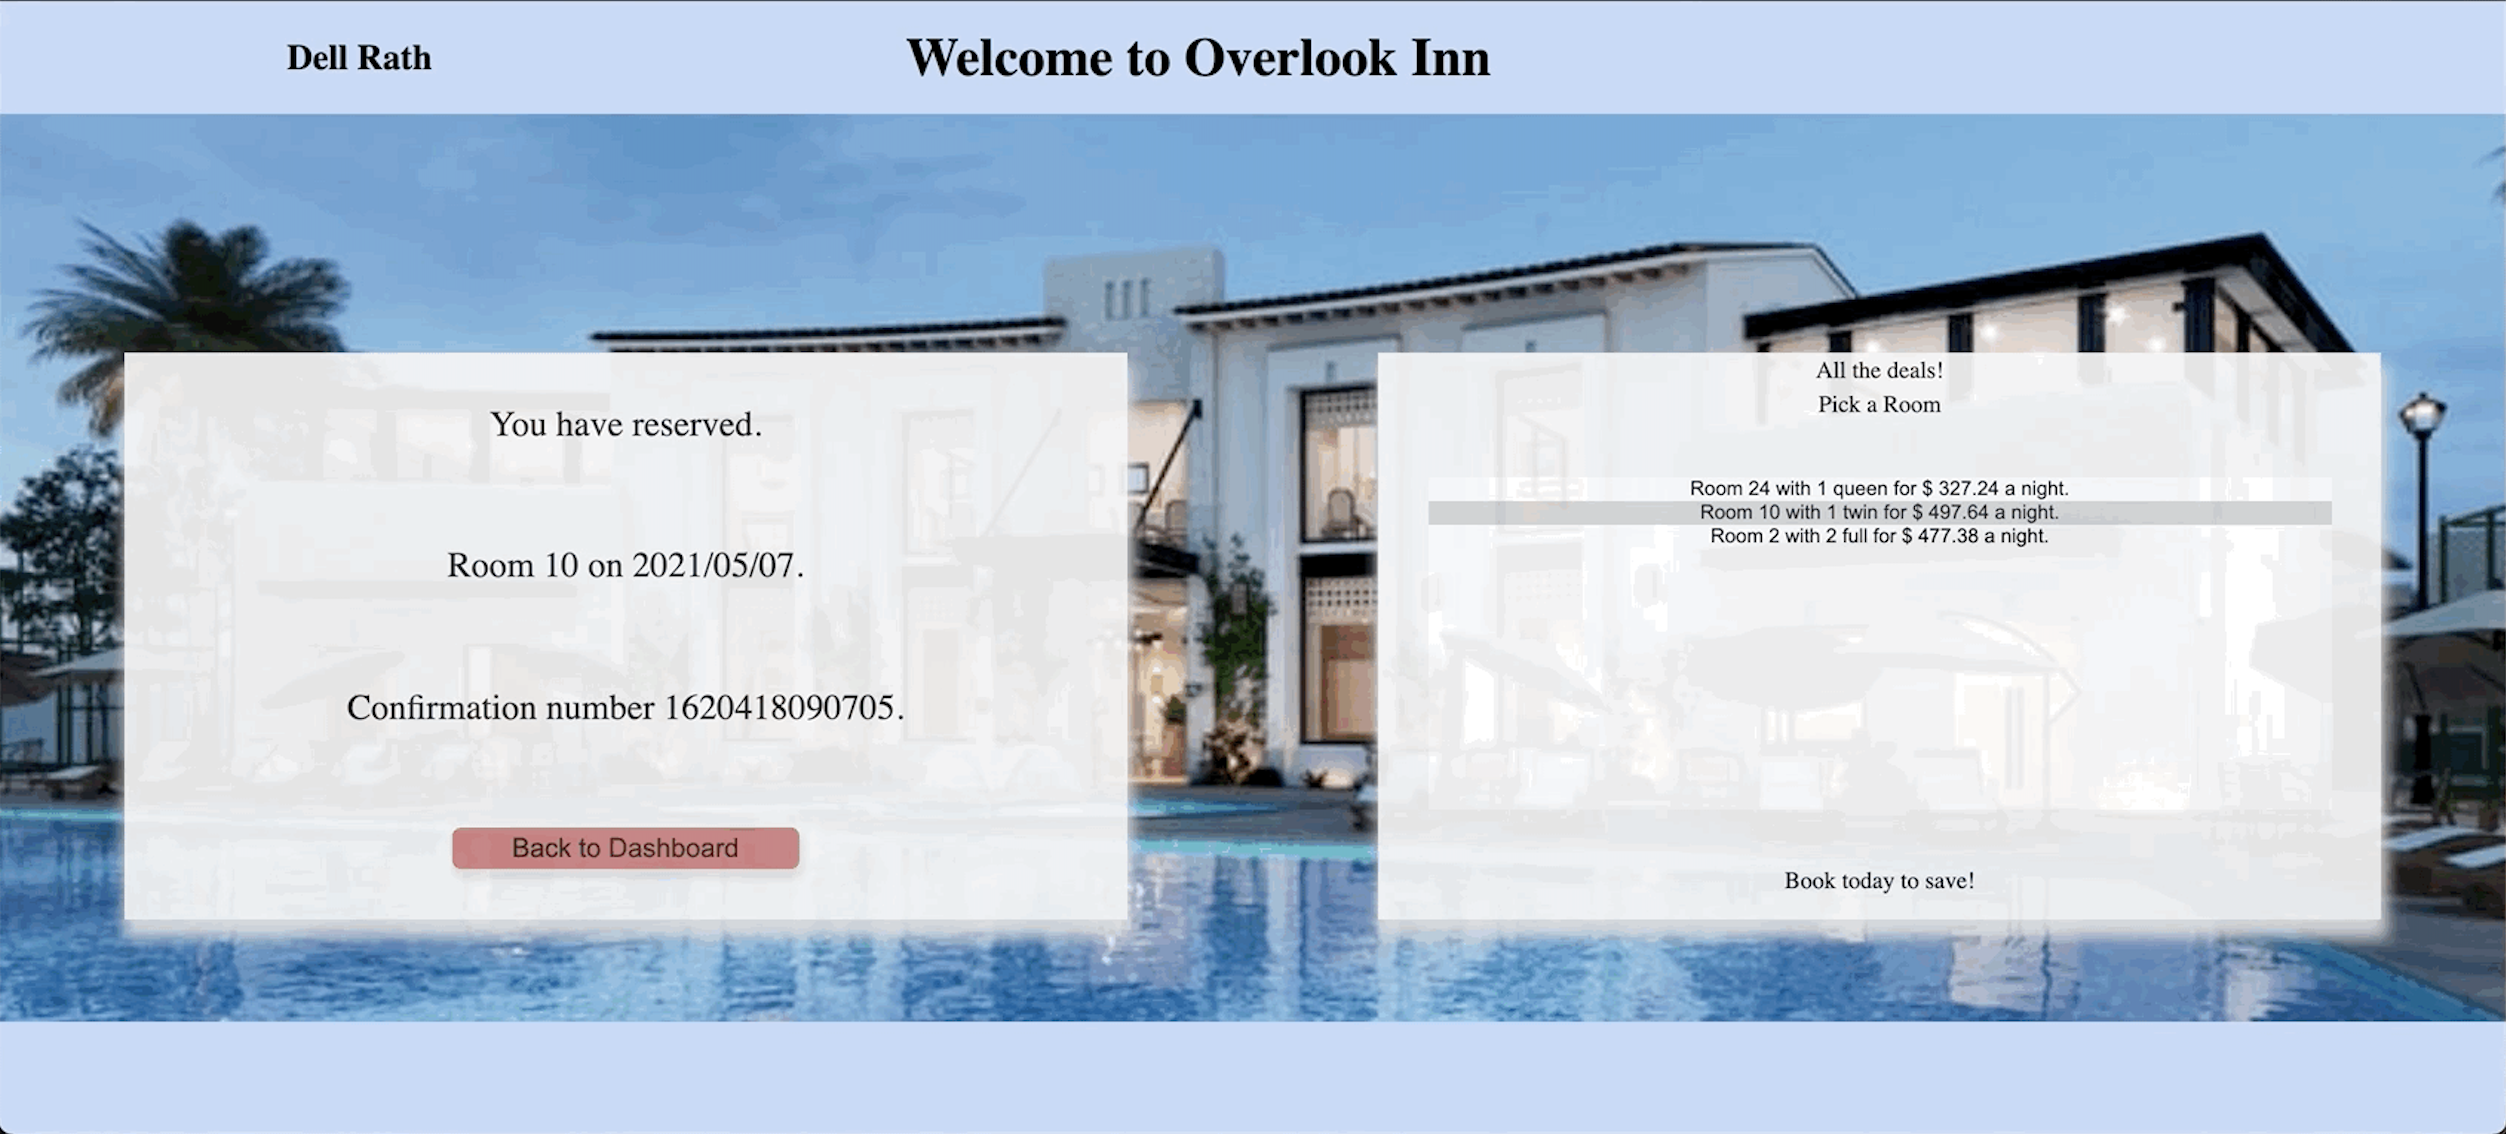 Dell Rath
Welcome to Overlook Inn
You have reserved.
Room 10 on 2021/05/07.
Confirmation number 1620418090705.
Back to Dashboard
All the deals!
Pick a Room
Room 24 with 1 queen for $ 327.24 a night.
Room 10 with 1 twin for $ 497.64 a night.
Room 2 with 2 full for $ 477.38 a night.
Book today to save!